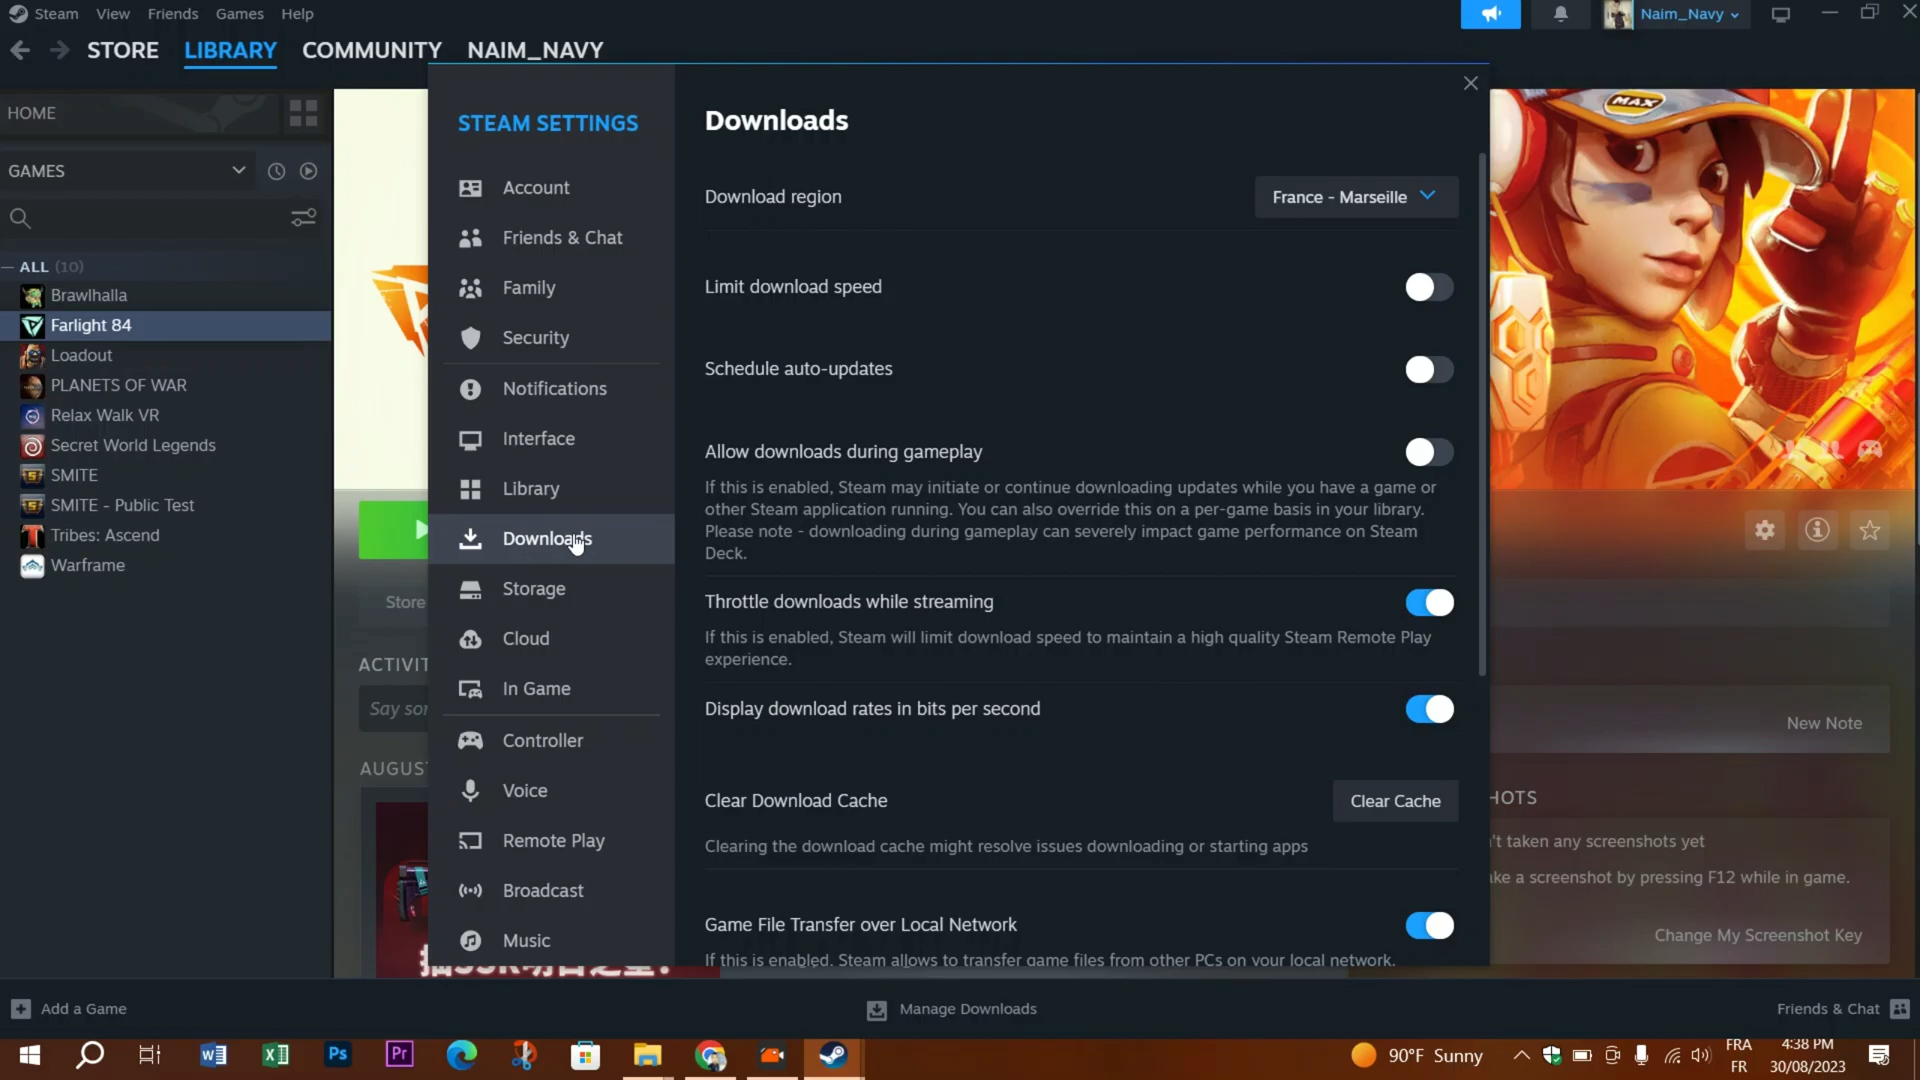 Steam View Friends Games Help
Naim_Navy
STORE LIBRARY COMMUNITY NAIM_NAVY
HOME
GAMES
ALL (10)
Brawlhalla
Farlight 84
Loadout
PLANETS OF WAR
Relax Walk VR
Secret World Legends
SMITE
SMITE - Public Test
Tribes: Ascend
Warframe
STEAM SETTINGS
Account
Friends & Chat
Family
Security
Notifications
Interface
Library
Downloads
Storage
Cloud
In Game
Controller
Voice
Remote Play
Broadcast
Music
Downloads
Download region
France - Marseille
Limit download speed
Schedule auto-updates
Allow downloads during gameplay
If this is enabled, Steam may initiate or continue downloading updates while you have a game or
other Steam application running. You can also override this on a per-game basis in your library.
Please note - downloading during gameplay can severely impact game performance on Steam
Deck.
Throttle downloads while streaming
If this is enabled, Steam will limit download speed to maintain a high quality Steam Remote Play
experience.
Display download rates in bits per second
Clear Download Cache
Clear Cache
Clearing the download cache might resolve issues downloading or starting apps
Game File Transfer over Local Network
If this is enabled, Steam allows to transfer game files from other PCs on your local network.
MAX
Store
ACTIVIT
Say so
AUGUS
New Note
HOTS
't taken any screenshots yet
ke a screenshot by pressing F12 while in game.
Change My Screenshot Key
Add a Game
Manage Downloads
Friends & Chat
Ps
Pr
90°F Sunny
FRA
FR
4:38 PM
30/08/2023